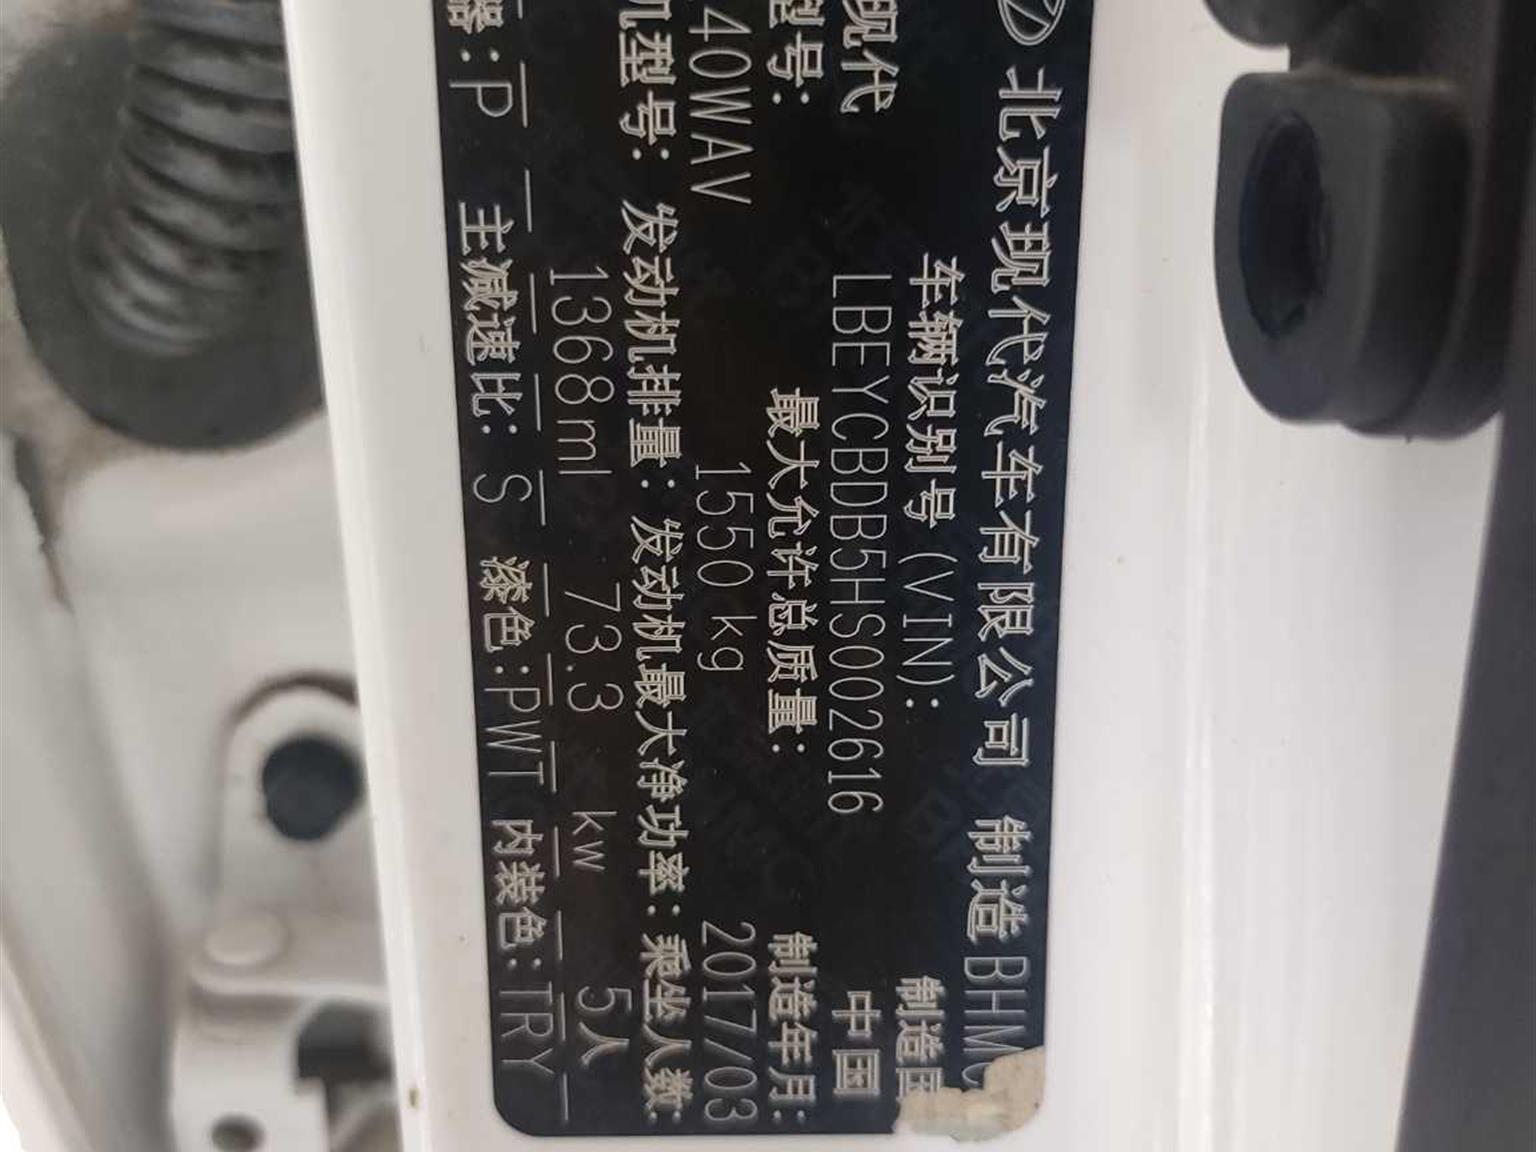 北京现代汽车有限公司 制造 BHMC
车辆识别号(VIN): 制造国
现代 LBEYCBDB5HS002616 中国
型号: 最大允许总质量: 制造年月:
40WAV 1550 kg 2017/03
机型号: 发动机排量: 发动机最大净功率: 乘坐人数:
1368ml 73.3 kw 5人
器:P 主减速比:S 漆色:PWT 内装色:TRY